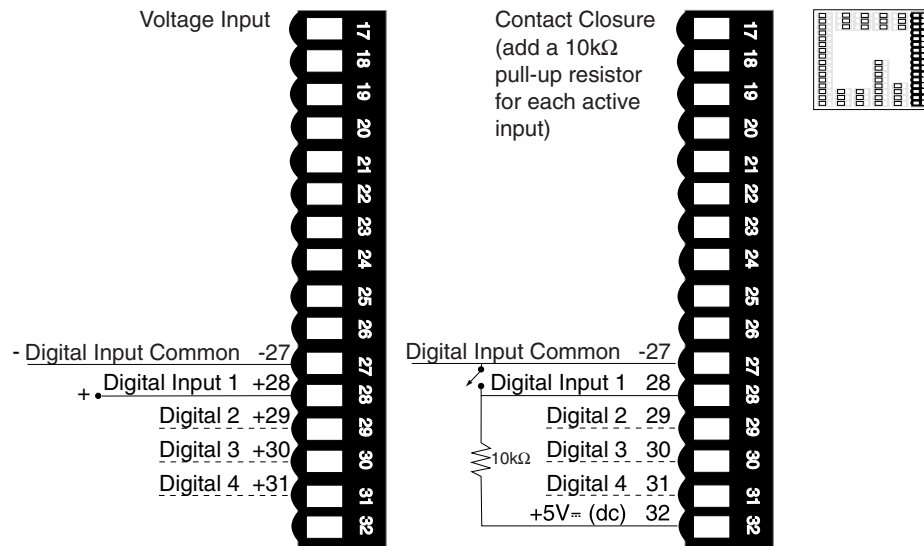 Voltage Input
17
18
19
20
21
22
23
24
25
26
27
28
29
30
31
32
- Digital Input Common -27
+ Digital Input 1 +28
Digital 2 +29
Digital 3 +30
Digital 4 +31
Contact Closure
(add a 10kΩ
pull-up resistor
for each active
input)
17
18
19
20
21
22
23
24
25
26
27
28
29
30
31
32
Digital Input Common -27
Digital Input 1 28
Digital 2 29
Digital 3 30
Digital 4 31
+5V⎓ (dc) 32
10kΩ